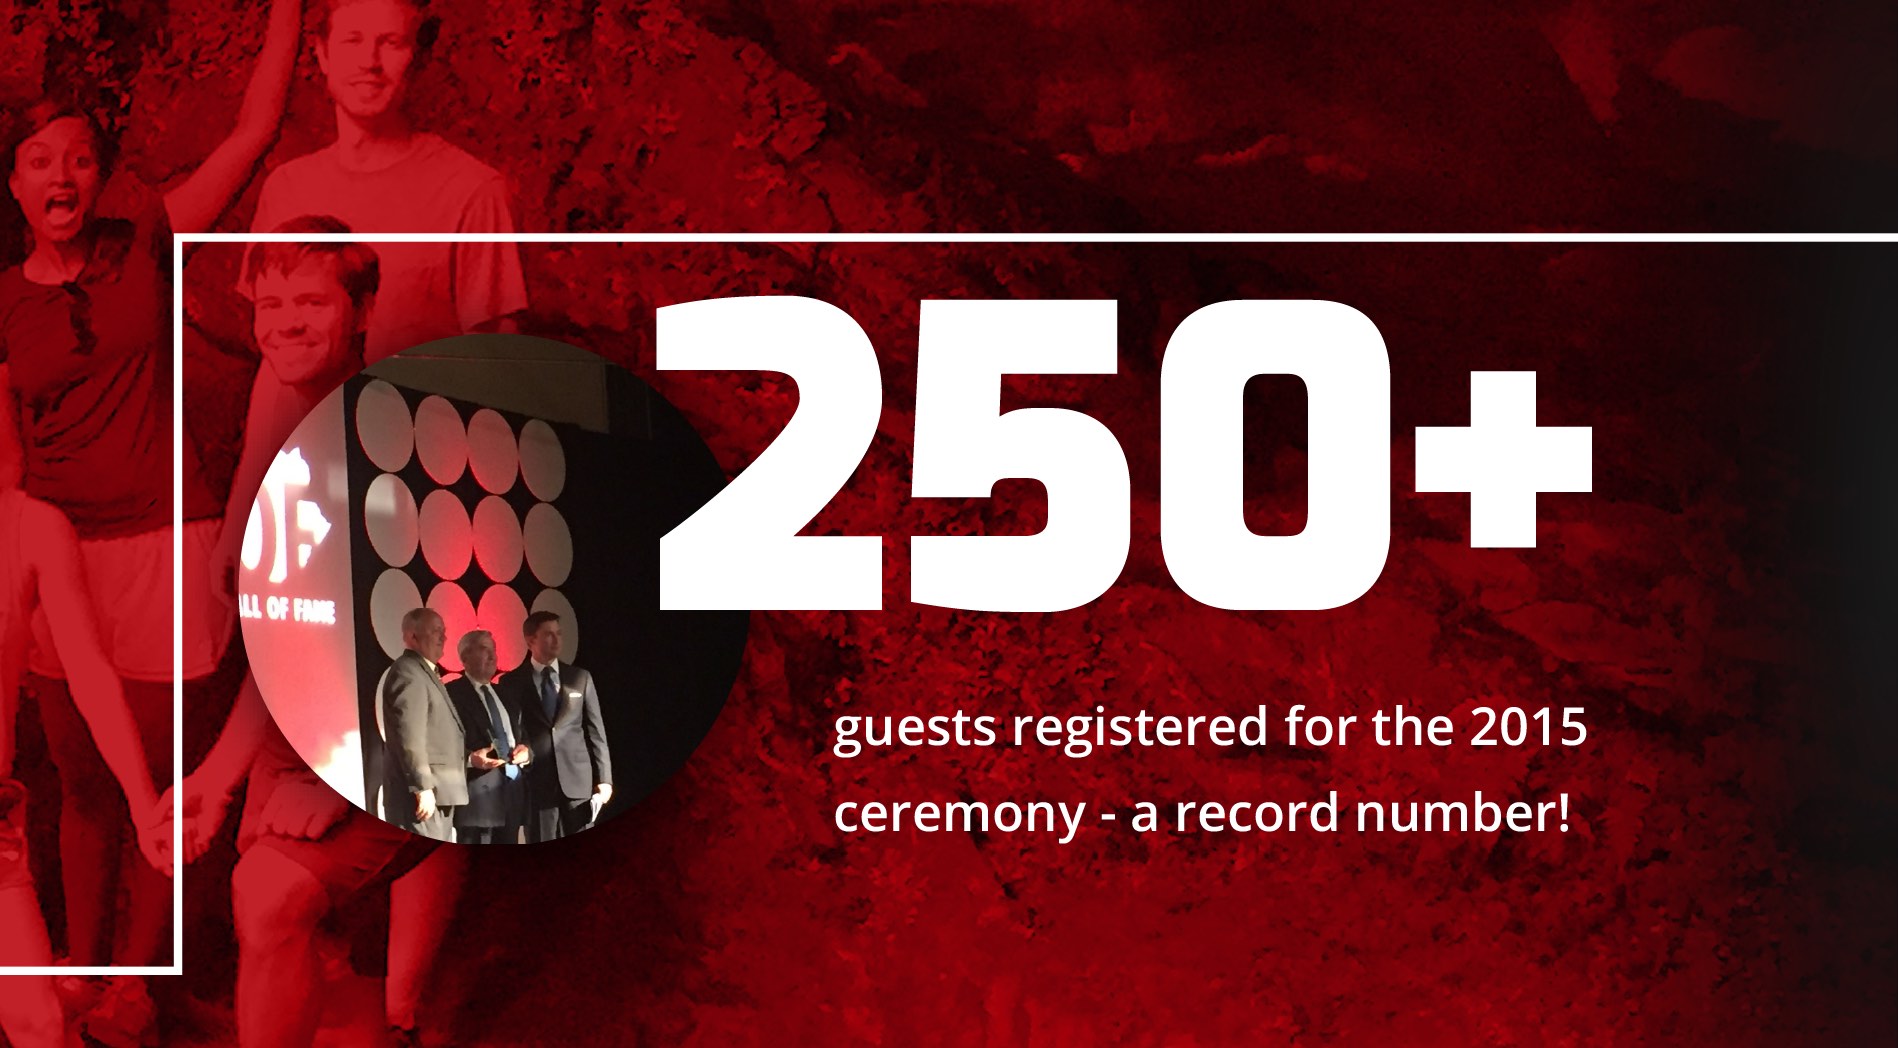 250+
guests registered for the 2015
ceremony - a record number!
ALL OF FAME